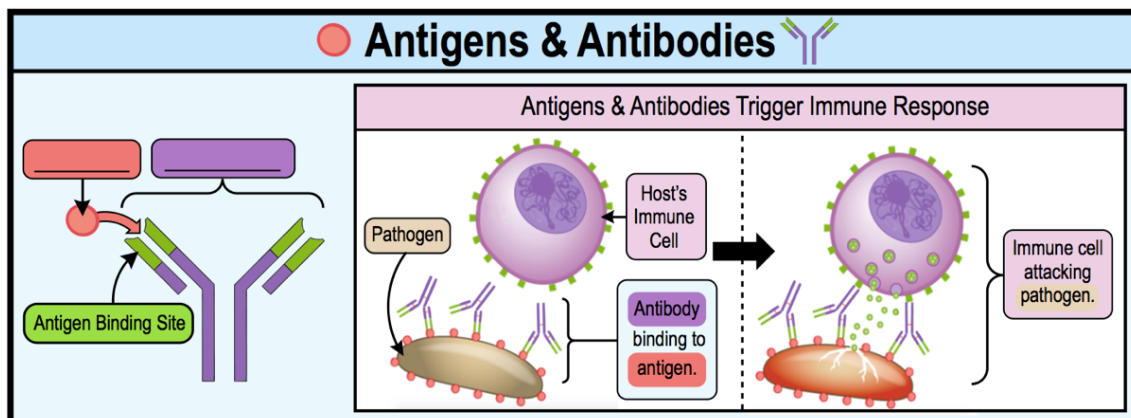 Antigens & Antibodies
Antigens & Antibodies Trigger Immune Response
Antigen Binding Site
Pathogen
Host's
Immune
Cell
Antibody
binding to
antigen.
Immune cell
attacking
pathogen.